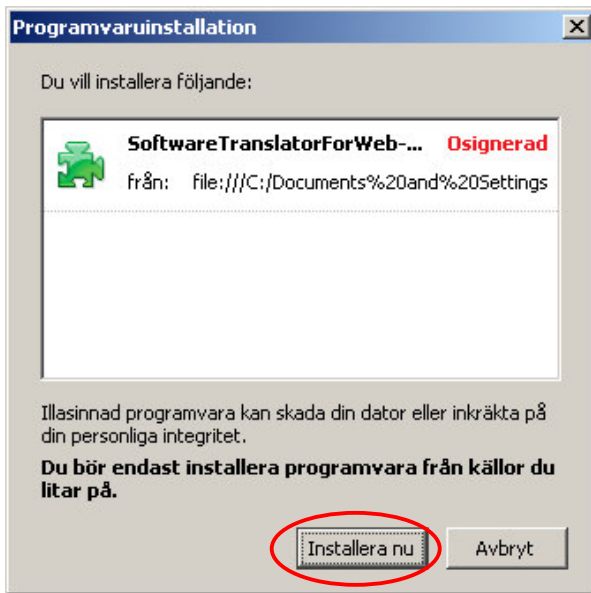 Programvaruinstallation
Du vill installera följande:
SoftwareTranslatorForWeb-... Osignerad
från: file:///C:/Documents%20and%20Settings
Illasinnad programvara kan skada din dator eller inkräkta på
din personliga integritet.
Du bör endast installera programvara från källor du
litar på.
Installera nu Avbryt